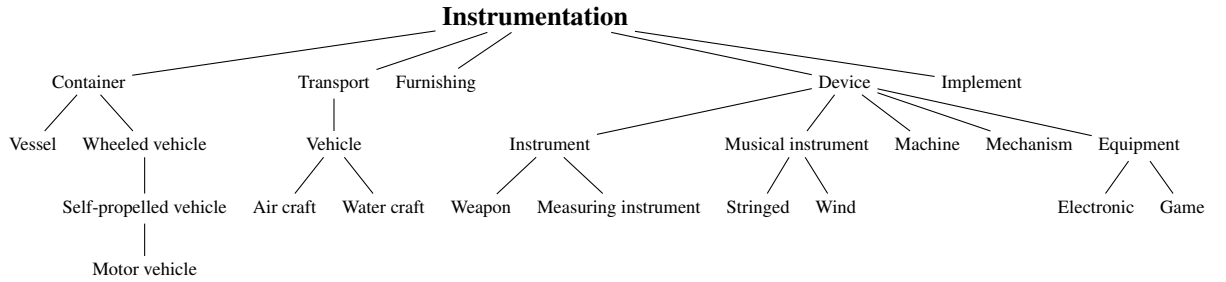 Instrumentation
Container Transport Furnishing Device Implement
Vessel Wheeled vehicle Vehicle Instrument Musical instrument Machine Mechanism Equipment
Self-propelled vehicle Air craft Water craft Weapon Measuring instrument Stringed Wind Electronic Game
Motor vehicle